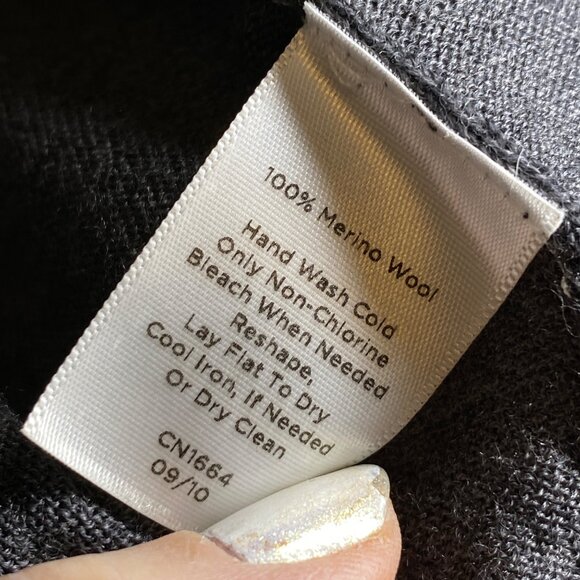 100% Merino Wool
Hand Wash Cold
Only Non-Chlorine
Bleach When Needed
Reshape,
Lay Flat To Dry
Cool Iron, If Needed
Or Dry Clean
CN1664
09/10